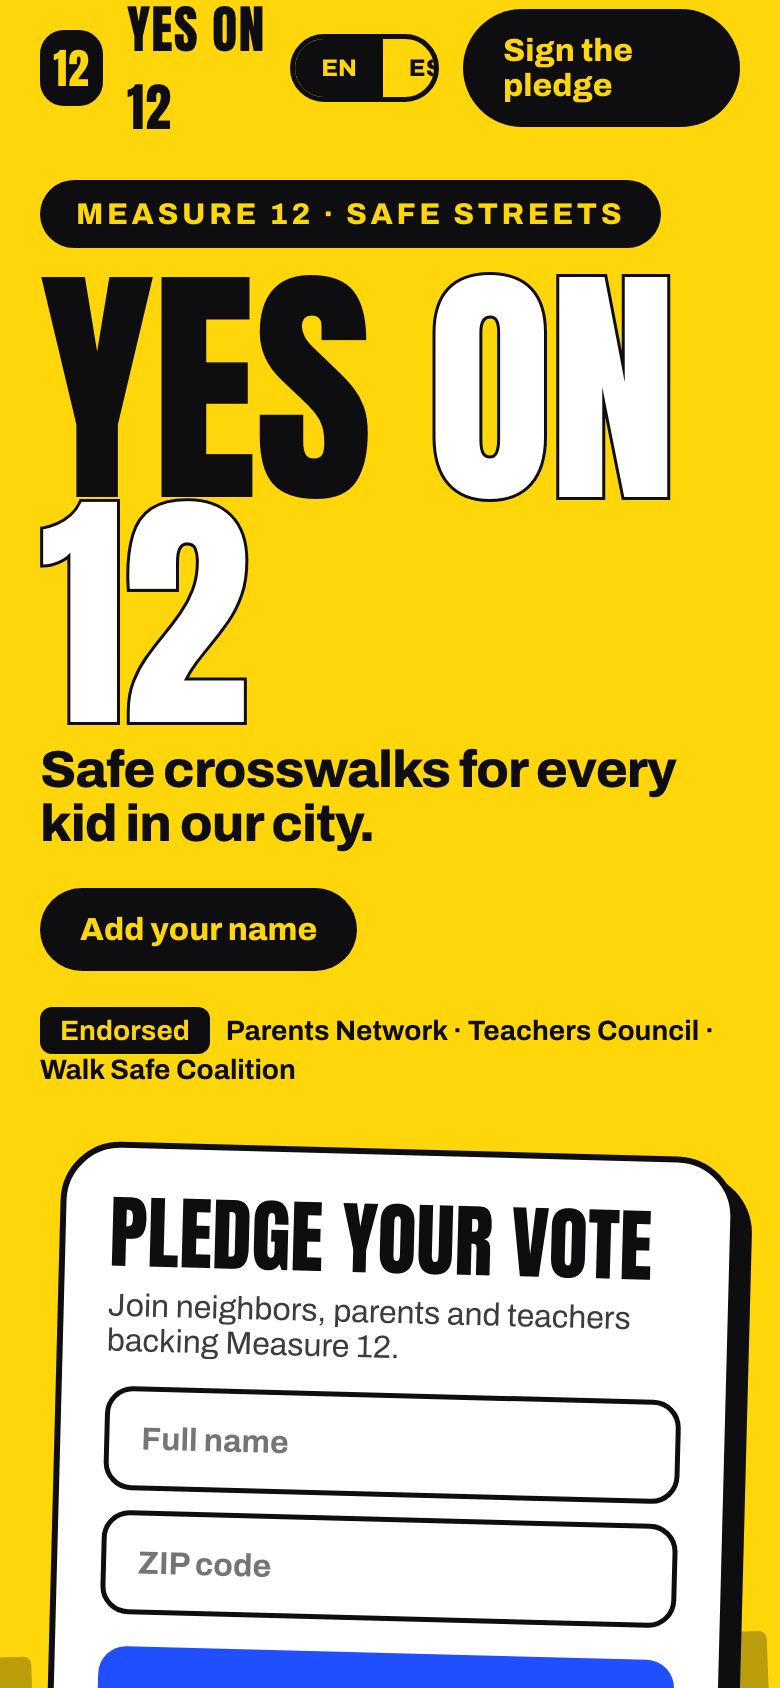 12
YES ON
12
EN
ES
Sign the
pledge
MEASURE 12 · SAFE STREETS
YES ON
12
Safe crosswalks for every
kid in our city.
Add your name
Endorsed Parents Network · Teachers Council ·
Walk Safe Coalition
PLEDGE YOUR VOTE
Join neighbors, parents and teachers
backing Measure 12.
Full name
ZIP code